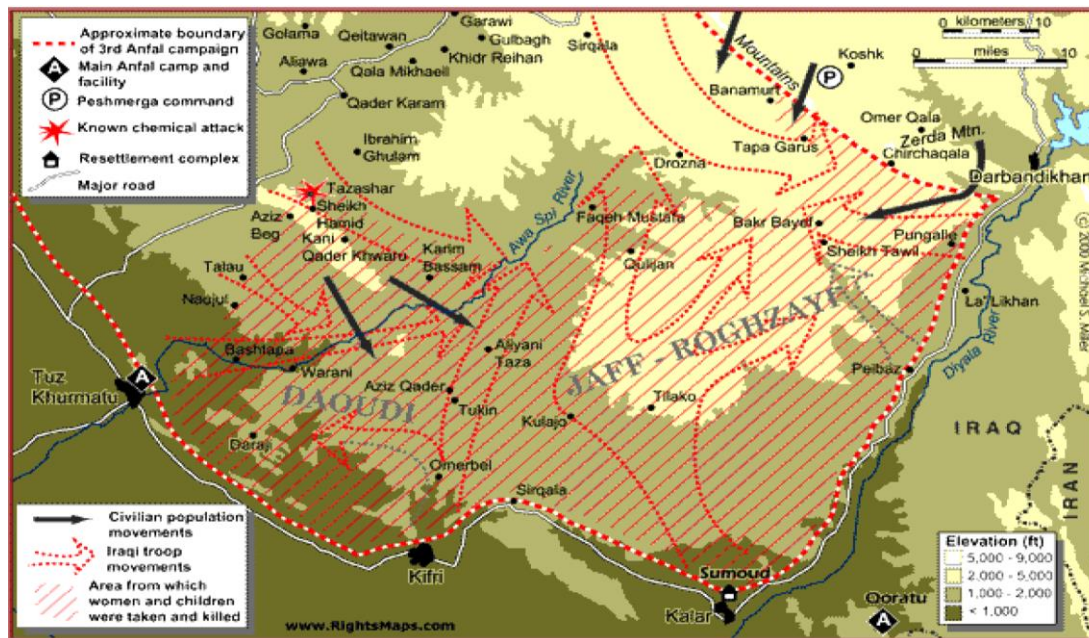 Approximate boundary
of 3rd Anfal campaign
A
Main Anfal camp and
facility
P
Peshmerga command
Known chemical attack
Resettlement complex
Major road
Golama
Qeitawan
Garawi
Gulbagh
Khidr Reihan
Aliawa
Qala Mikhaeil
Qader Karam
Ibrahim
Ghulam
Sirqala
Mountains
P
Koshk
0 kilometers 10
0 miles 10
Banamurt
Omer Qala
Zerda Mtn.
Tapa Garus
Chirchaqala
Drozna
Darbandikhan
Tazashar
Sheikh
Hamid
Aziz
Beg
Kani
Qader Khwaru
Karim
Bassam
Awa Spi River
Faqeh Mustafa
Bakr Bayef
Pungalle
Sheikh Tawil
Qulijan
Talau
Naojul
La'Likhan
Diyala River
Bashtapa
Warani
Aliyani
Taza
JAFF - ROGHZAYI
Peibaz
A
Tuz
Khurmatu
Aziz Qader
DAOUDI
Tukin
Tilako
Kulajo
Daraji
Omerbel
IRAQ
IRAN
Sirqala
Civilian population
movements
Iraqi troop
movements
Area from which
women and children
were taken and killed
Kifri
Sumoud
Kalar
Qoratu
A
Elevation (ft)
5,000 - 9,000
2,000 - 5,000
1,000 - 2,000
< 1,000
www.RightsMaps.com